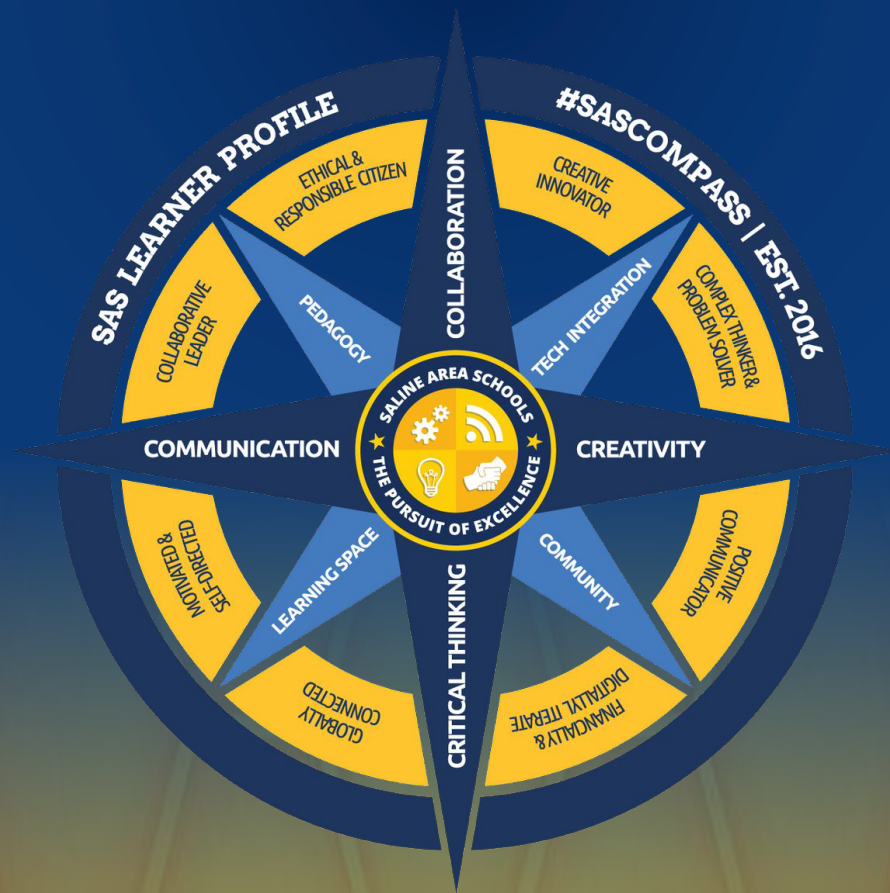 SAS LEARNER PROFILE
#SASCOMPASS | EST. 2016
ETHICAL &
RESPONSIBLE CITIZEN
CREATIVE
INNOVATOR
COMPLEX THINKER &
PROBLEM SOLVER
POSITIVE
COMMUNICATOR
FINANCIALLY &
DIGITALLYL ITERATE
GLOBALLY
CONNECTED
MOTIVATED &
SELF-DIRECTED
COLLABORATIVE
LEADER
COLLABORATION
TECH INTEGRATION
CREATIVITY
COMMUNITY
CRITICAL THINKING
LEARNING SPACE
COMMUNICATION
PEDAGOGY
SALINE AREA SCHOOLS
THE PURSUIT OF EXCELLENCE